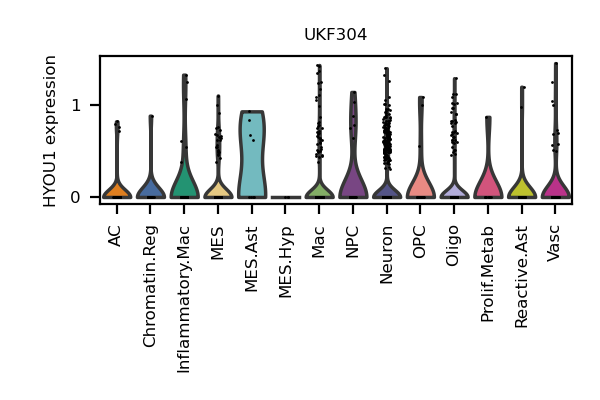 UKF304
HYOU1 expression
1
0
AC
Chromatin.Reg
Inflammatory.Mac
MES
MES.Ast
MES.Hyp
Mac
NPC
Neuron
OPC
Oligo
Prolif.Metab
Reactive.Ast
Vasc